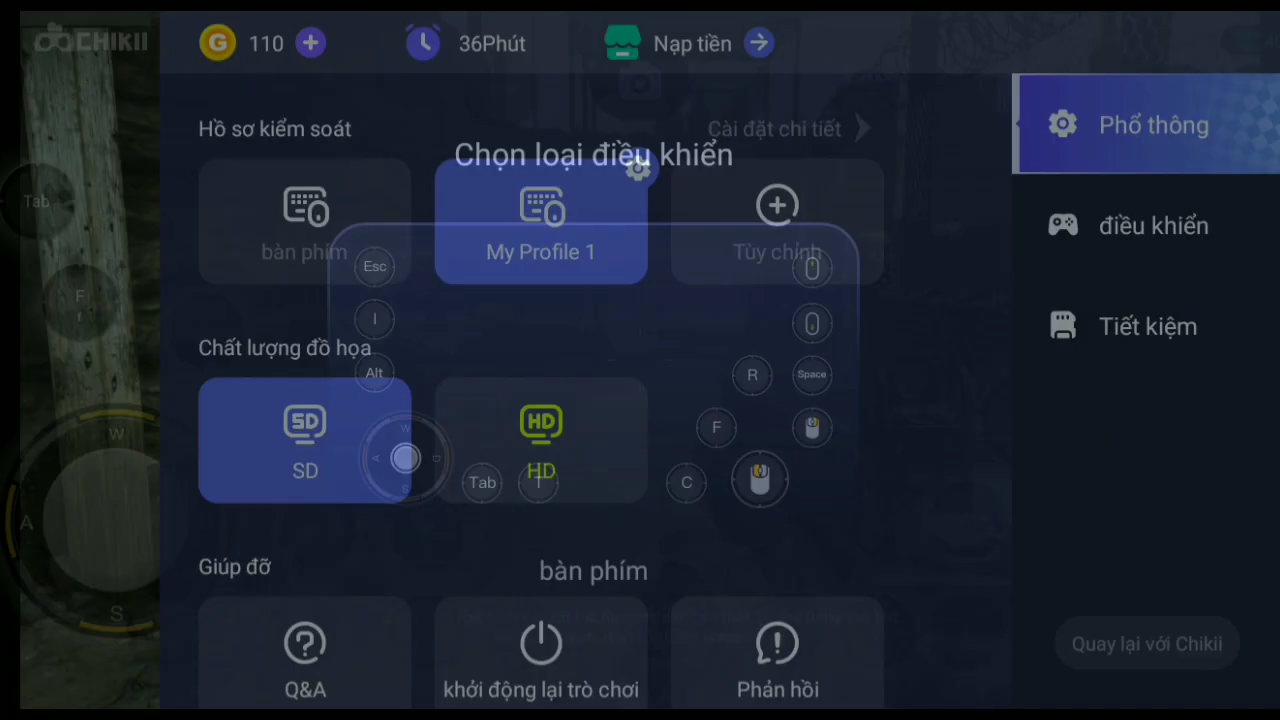 CHIKII
110
36Phút
Nạp tiền
Hồ sơ kiểm soát
Cài đặt chi tiết
Chọn loại điều khiển
bàn phím
My Profile 1
Tùy chỉnh
Phổ thông
điều khiển
Tiết kiệm
Tab
F
Esc
I
Alt
R
Space
F
W
A
D
S
Tab
T
C
Chất lượng đồ họa
SD
SD
HD
HD
W
A
S
Giúp đỡ
bàn phím
Q&A
khởi động lại trò chơi
Phản hồi
Quay lại với Chikii